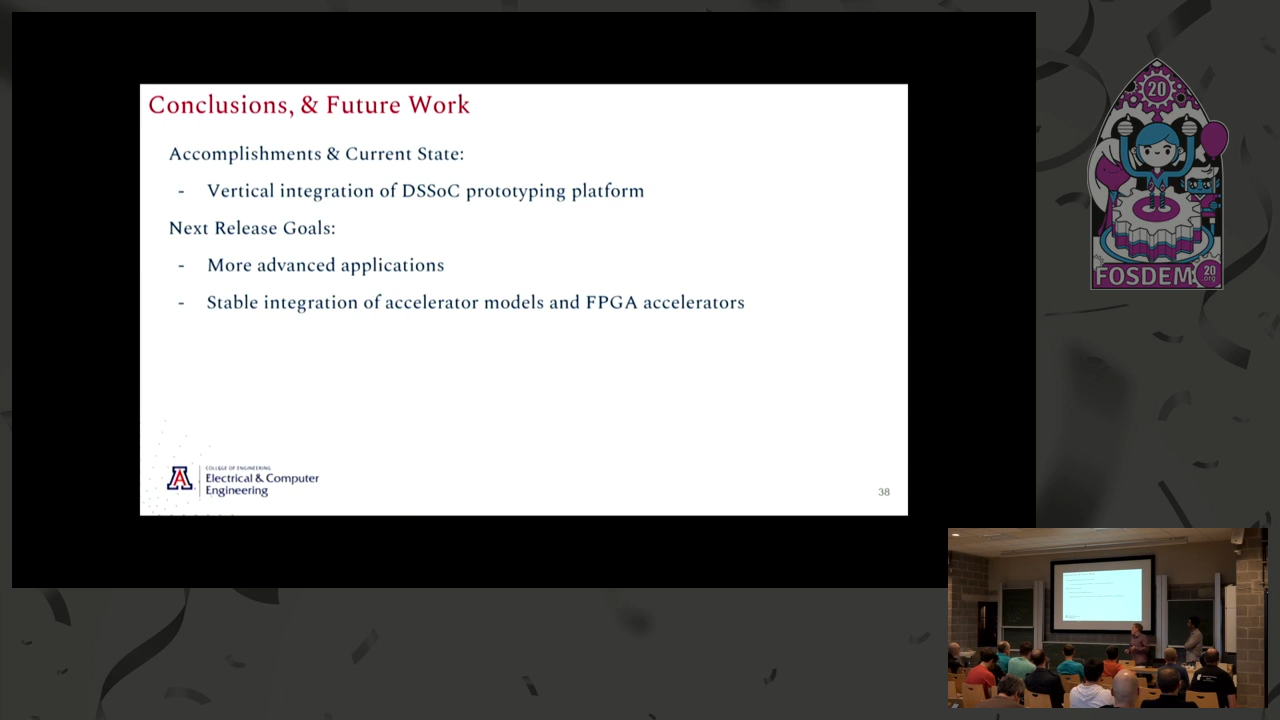 Conclusions, & Future Work
Accomplishments & Current State:
- Vertical integration of DSSoC prototyping platform
Next Release Goals:
- More advanced applications
- Stable integration of accelerator models and FPGA accelerators
COLLEGE OF ENGINEERING
Electrical & Computer
Engineering
A
38
20
FOSDEM
20
.org